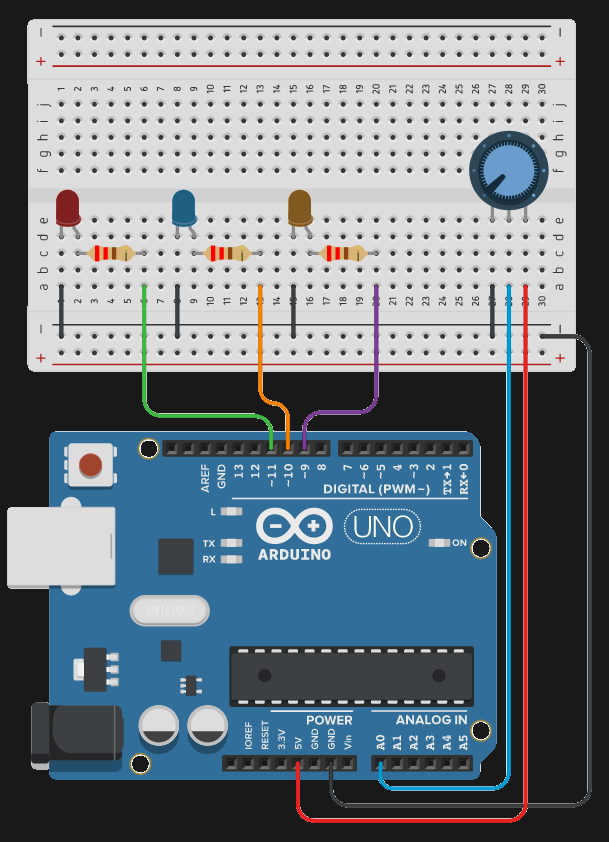 − −
+ +
1 2 3 4 5 6 7 8 9 10 11 12 13 14 15 16 17 18 19 20 21 22 23 24 25 26 27 28 29 30
j j
i i
h h
g g
f f
e e
d d
c c
b b
a a
1 2 3 4 5 6 7 8 9 10 11 12 13 14 15 16 17 18 19 20 21 22 23 24 25 26 27 28 29 30
− −
+ +
AREF GND 13 12 ~11 ~10 ~9 8 7 ~6 ~5 4 ~3 2 TX→1 RX←0
DIGITAL (PWM~)
L
UNO
TX ON
ARDUINO
RX
SPK16.000G
POWER ANALOG IN
IOREF RESET 3.3V 5V GND GND Vin A0 A1 A2 A3 A4 A5